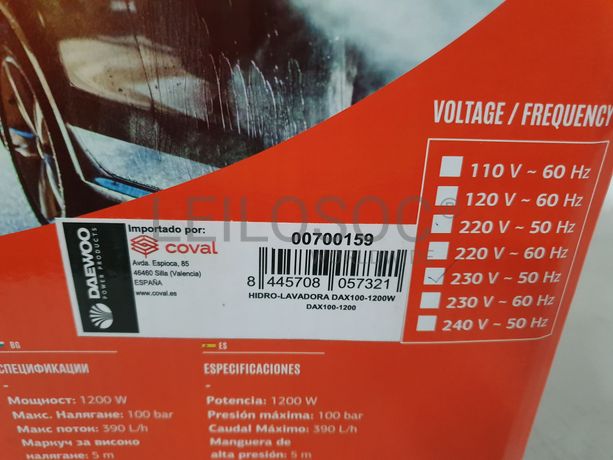 VOLTAGE / FREQUENCY
110 V ~ 60 Hz
120 V ~ 60 Hz
220 V ~ 50 Hz
220 V ~ 60 Hz
230 V ~ 50 Hz
230 V ~ 60 Hz
240 V ~ 50 Hz
LEILOSOC®
DAEWOO
POWER PRODUCTS
Importado por:
coval
Avda. Espioca, 85
46460 Silla (Valencia)
ESPAÑA
www.coval.es
00700159
8 445708 057321
HIDRO-LAVADORA DAX100-1200W
DAX100-1200
BG
СПЕЦИФИКАЦИИ
-
Мощност: 1200 W
Макс. Налягане: 100 bar
Макс поток: 390 L/h
Маркуч за високо
налягане: 5 m
ES
ESPECIFICACIONES
-
Potencia: 1200 W
Presión máxima: 100 bar
Caudal Máximo: 390 L/h
Manguera de
alta presión: 5 m